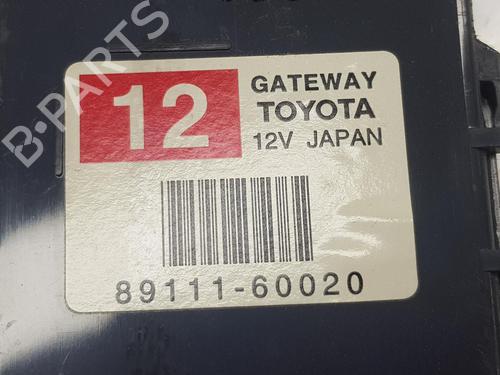 B-PARTS
12
GATEWAY
TOYOTA
12V JAPAN
89111-60020